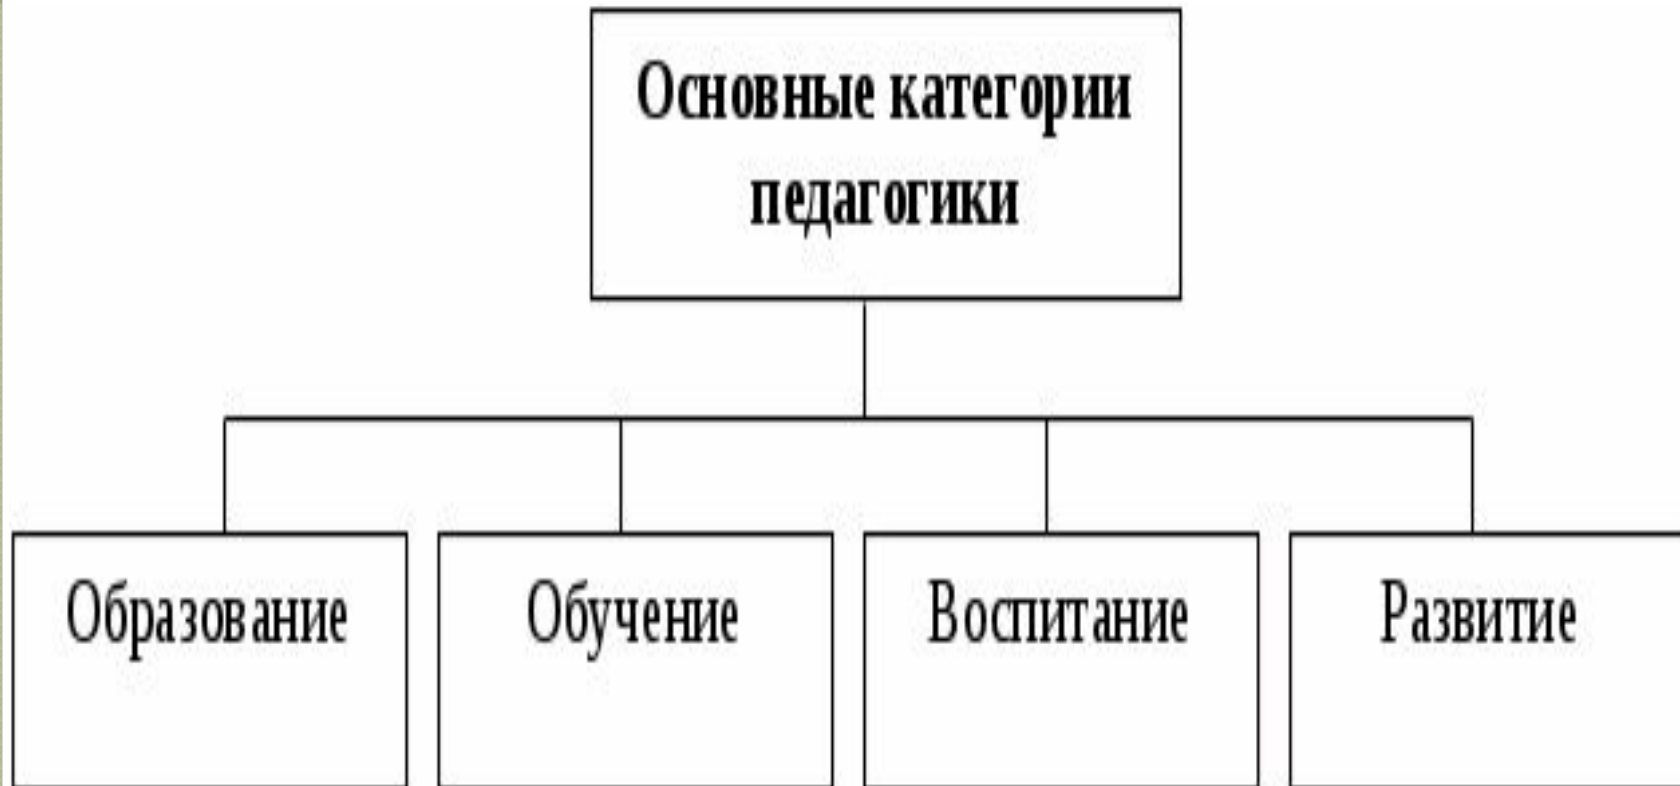 Основные категории
педагогики
Образование
Обучение
Воспитание
Развитие